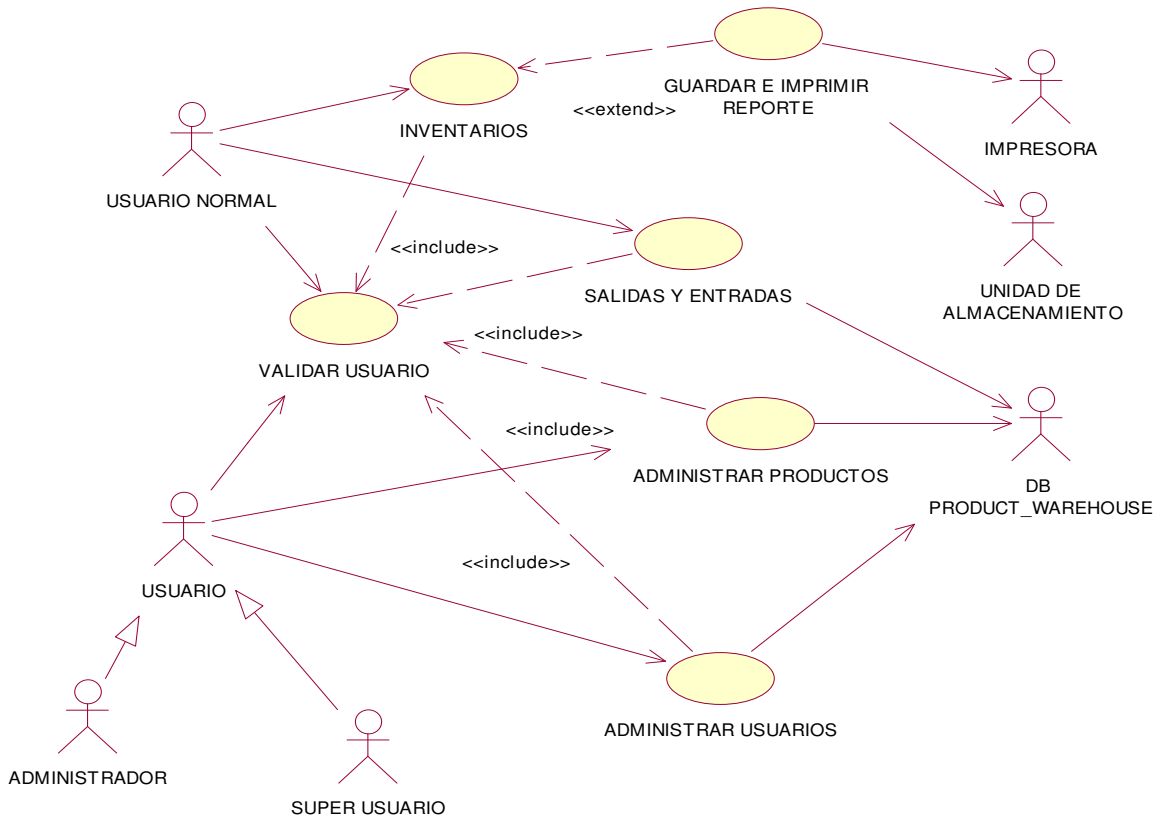 GUARDAR E IMPRIMIR
REPORTE
<<extend>>
INVENTARIOS
IMPRESORA
USUARIO NORMAL
<<include>>
SALIDAS Y ENTRADAS
UNIDAD DE
ALMACENAMIENTO
<<include>>
VALIDAR USUARIO
<<include>>
ADMINISTRAR PRODUCTOS
DB
PRODUCT_WAREHOUSE
<<include>>
USUARIO
ADMINISTRAR USUARIOS
ADMINISTRADOR
SUPER USUARIO